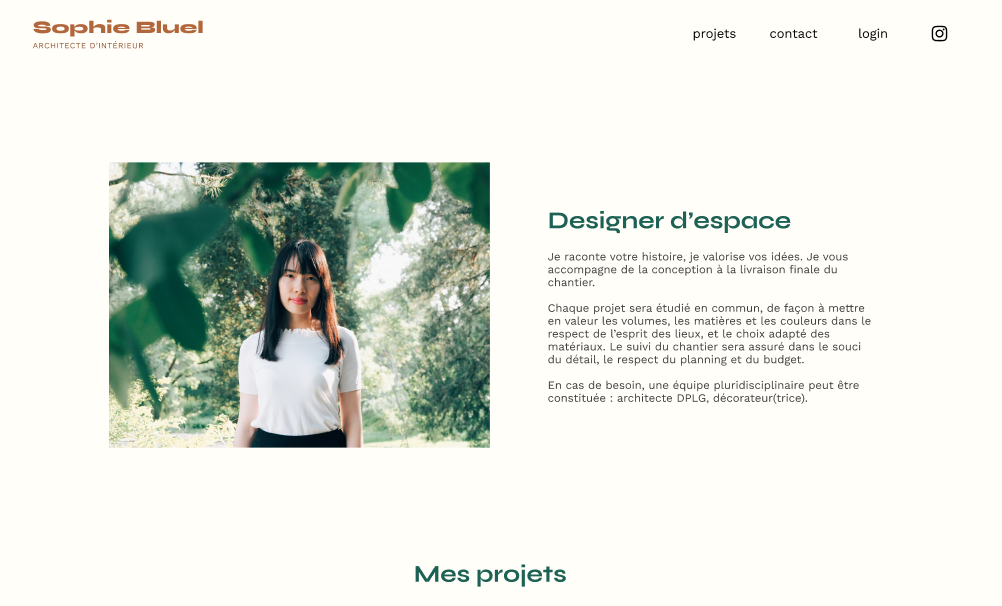 Sophie Bluel
ARCHITECTE D'INTÉRIEUR
projets
contact
login
Designer d’espace
Je raconte votre histoire, je valorise vos idées. Je vous
accompagne de la conception à la livraison finale du
chantier.
Chaque projet sera étudié en commun, de façon à mettre
en valeur les volumes, les matières et les couleurs dans le
respect de l’esprit des lieux, et le choix adapté des
matériaux. Le suivi du chantier sera assuré dans le souci
du détail, le respect du planning et du budget.
En cas de besoin, une équipe pluridisciplinaire peut être
constituée : architecte DPLG, décorateur(trice).
Mes projets